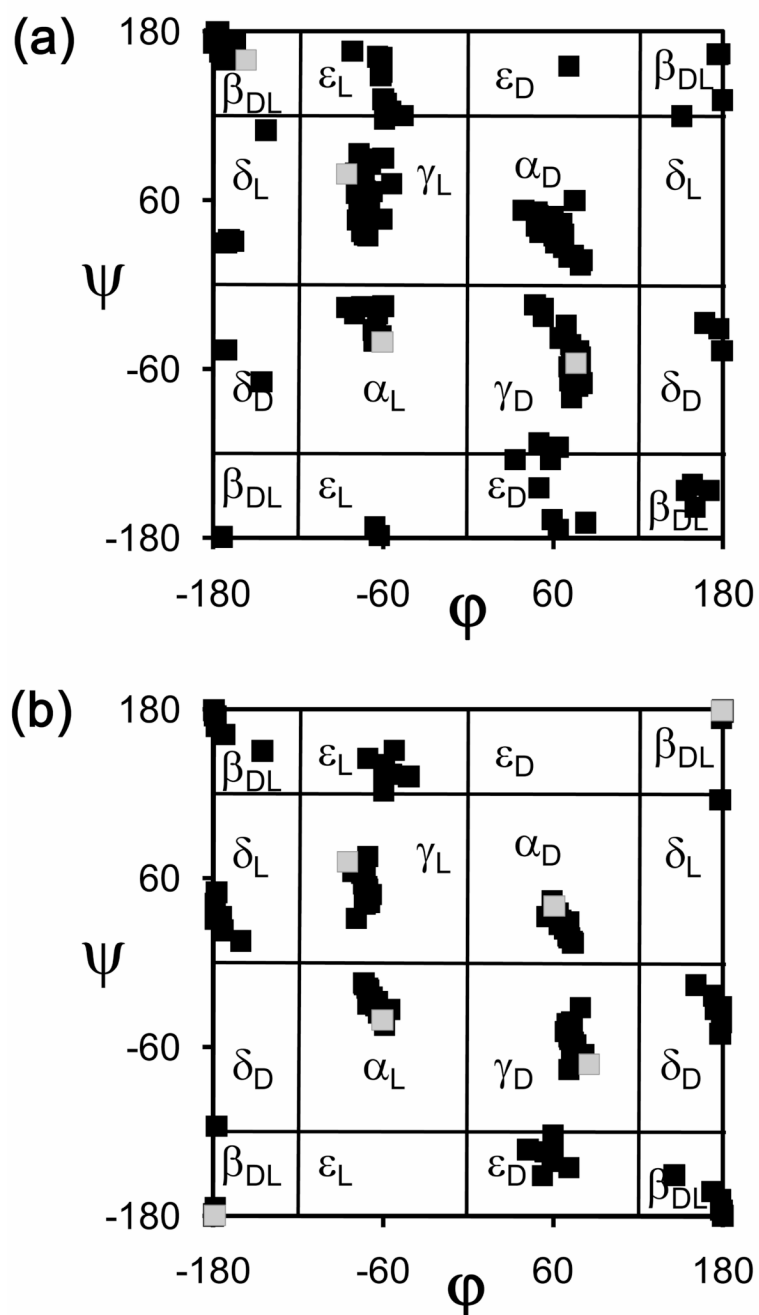 (a)
180
ε_L ε_D
β_DL β_DL
δ_L γ_L α_D δ_L
60
ψ
-60
δ_D α_L γ_D δ_D
β_DL ε_L ε_D β_DL
-180
-180 -60 60 180
φ
(b)
180
ε_L ε_D β_DL
β_DL
δ_L γ_L α_D δ_L
60
ψ
-60
δ_D α_L γ_D δ_D
β_DL ε_L ε_D β_DL
-180
-180 -60 60 180
φ